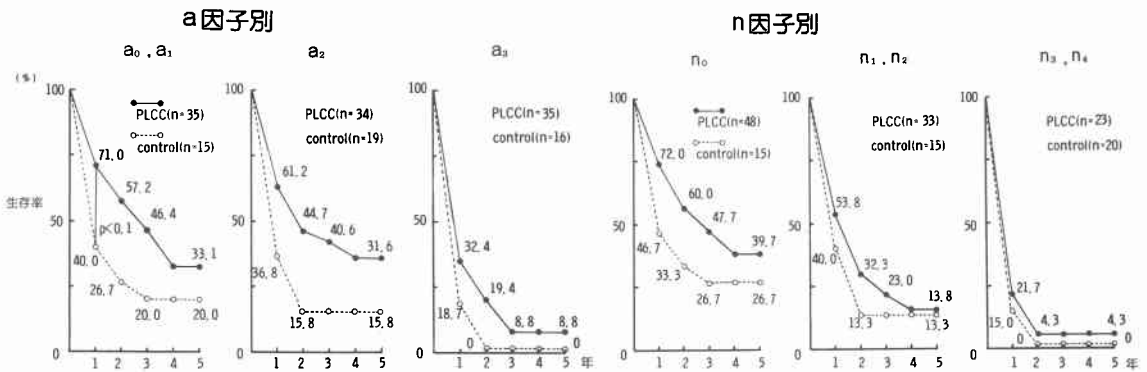 a因子別
n因子別
a₀ , a₁
a₂
a₃
n₀
n₁ , n₂
n₃ , n₄
(%)
生存率
100
50
0
PLCC(n=35)
control(n=15)
71,0
57,2
46,4
33,1
p<0,1
40,0
26,7
20,0
20,0
1 2 3 4 5
100
50
0
PLCC(n=34)
control(n=19)
61,2
44,7
40,6
31,6
36,8
15,8
15,8
1 2 3 4 5
100
50
0
PLCC(n=35)
control(n=16)
32,4
19,4
8,8
8,8
18,7
0
0
1 2 3 4 5 年
100
50
0
PLCC(n=48)
control(n=15)
72,0
60,0
47,7
39,7
46,7
33,3
26,7
26,7
1 2 3 4 5
100
50
0
PLCC(n=33)
control(n=15)
53,8
32,3
23,0
13,8
40,0
13,3
13,3
1 2 3 4 5
100
50
0
PLCC(n=23)
control(n=20)
21,7
4,3
4,3
15,0
0
0
1 2 3 4 5 年